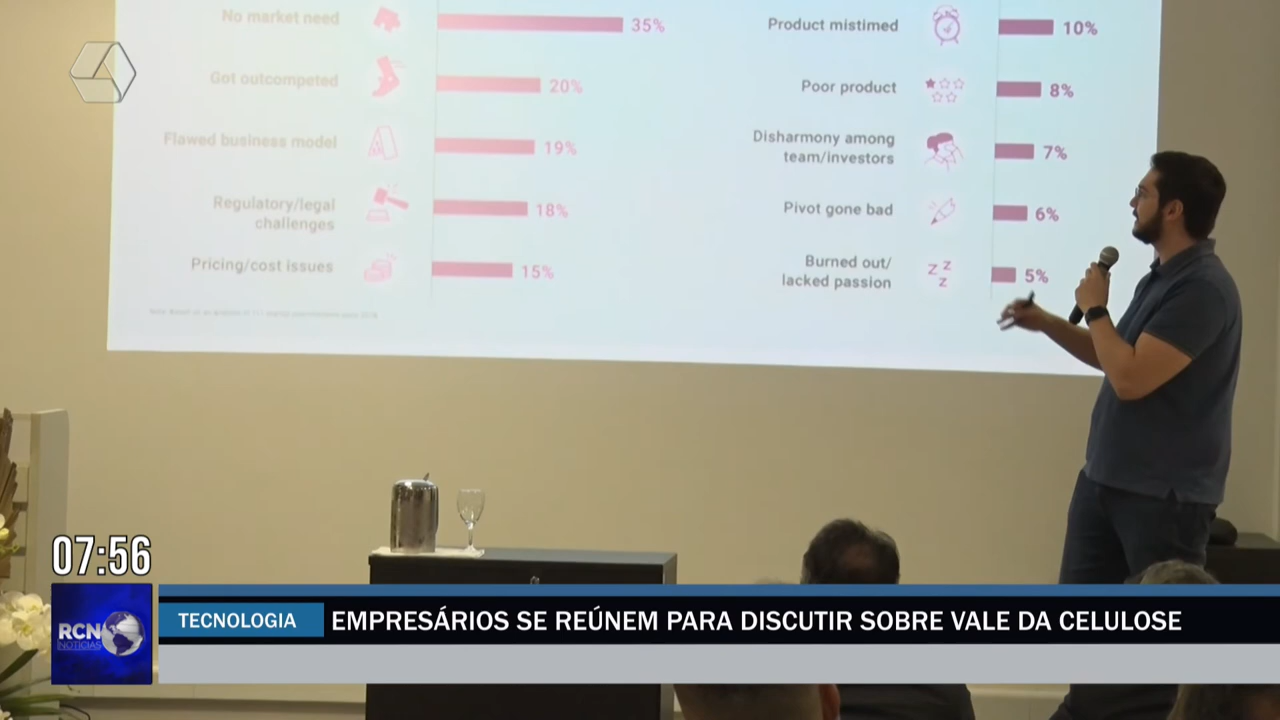 No market need
35%
Got outcompeted
20%
Flawed business model
19%
Regulatory/legal
challenges
18%
Pricing/cost issues
15%
Product mistimed
10%
Poor product
8%
Disharmony among
team/investors
7%
Pivot gone bad
6%
Burned out/
lacked passion
Z Z
Z
5%
07:56
RCN
NOTÍCIAS
TECNOLOGIA
EMPRESÁRIOS SE REÚNEM PARA DISCUTIR SOBRE VALE DA CELULOSE